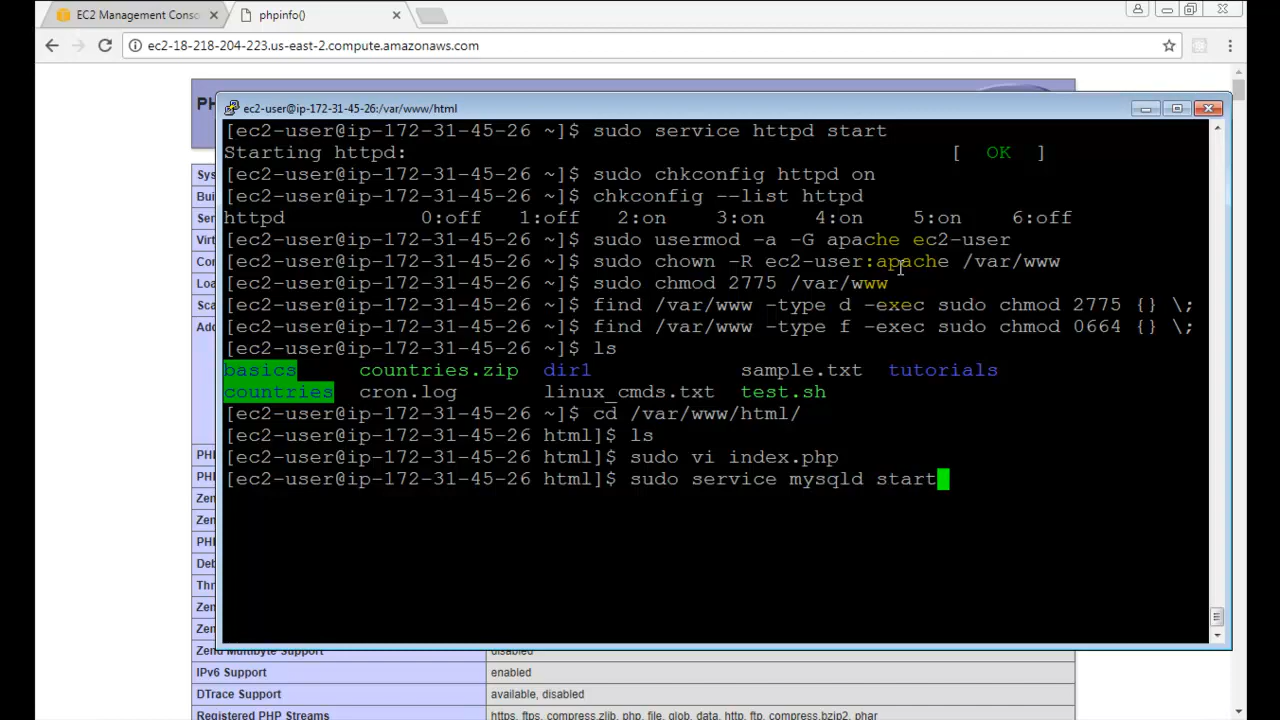 EC2 Management Conso
phpinfo()
ec2-18-218-204-223.us-east-2.compute.amazonaws.com
ec2-user@ip-172-31-45-26:/var/www/html
[ec2-user@ip-172-31-45-26 ~]$ sudo service httpd start
Starting httpd: [ OK ]
[ec2-user@ip-172-31-45-26 ~]$ sudo chkconfig httpd on
[ec2-user@ip-172-31-45-26 ~]$ chkconfig --list httpd
httpd 0:off 1:off 2:on 3:on 4:on 5:on 6:off
[ec2-user@ip-172-31-45-26 ~]$ sudo usermod -a -G apache ec2-user
[ec2-user@ip-172-31-45-26 ~]$ sudo chown -R ec2-user:apache /var/www
[ec2-user@ip-172-31-45-26 ~]$ sudo chmod 2775 /var/www
[ec2-user@ip-172-31-45-26 ~]$ find /var/www -type d -exec sudo chmod 2775 {} \;
[ec2-user@ip-172-31-45-26 ~]$ find /var/www -type f -exec sudo chmod 0664 {} \;
[ec2-user@ip-172-31-45-26 ~]$ ls
basics countries.zip dir1 sample.txt tutorials
countries cron.log linux_cmds.txt test.sh
[ec2-user@ip-172-31-45-26 ~]$ cd /var/www/html/
[ec2-user@ip-172-31-45-26 html]$ ls
[ec2-user@ip-172-31-45-26 html]$ sudo vi index.php
[ec2-user@ip-172-31-45-26 html]$ sudo service mysqld start
PH
Sys
Bui
Ser
Virt
Cor
Loa
Sca
Add
PHP
PHP
Zen
Zen
PHP
Deb
Thr
Zen
Zen
Zend Multibyte Support disabled
IPv6 Support enabled
DTrace Support available, disabled
Registered PHP Streams https, ftps, compress.zlib, php, file, glob, data, http, ftp, compress.bzip2, phar